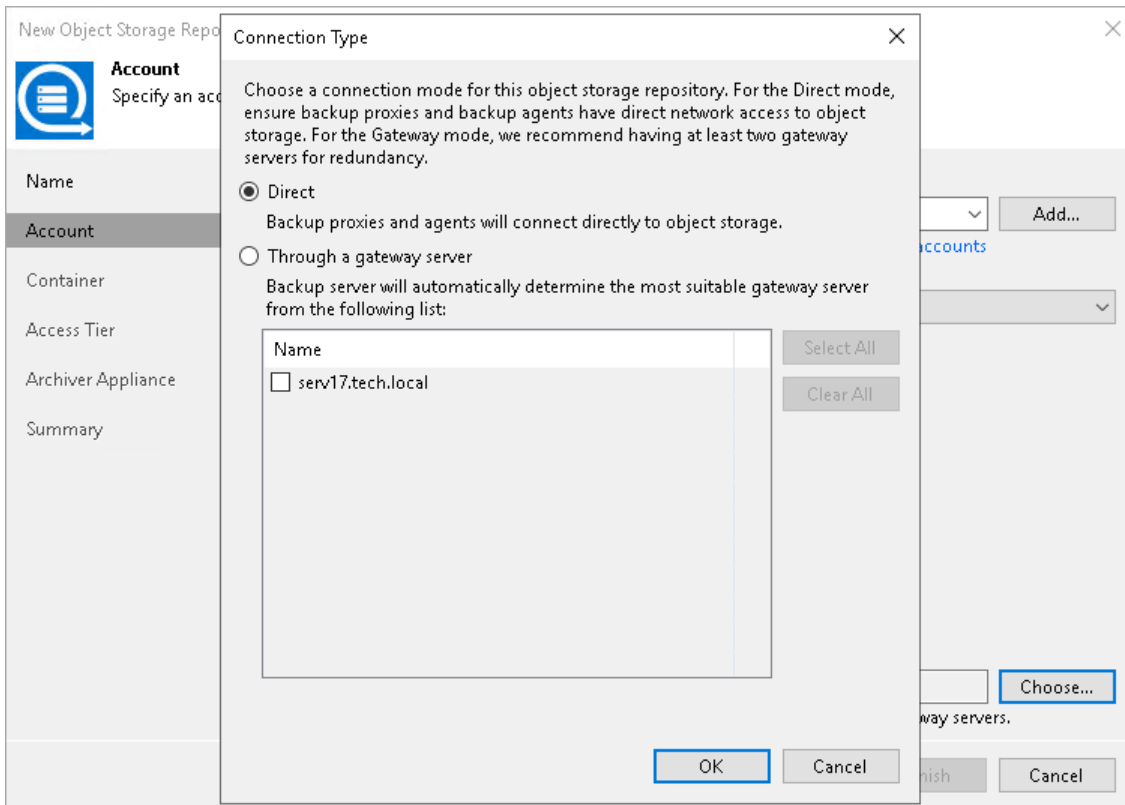 New Object Storage Repo
Account
Specify an acc
Name
Account
Container
Access Tier
Archiver Appliance
Summary
Connection Type
Choose a connection mode for this object storage repository. For the Direct mode,
ensure backup proxies and backup agents have direct network access to object
storage. For the Gateway mode, we recommend having at least two gateway
servers for redundancy.
Direct
Backup proxies and agents will connect directly to object storage.
Through a gateway server
Backup server will automatically determine the most suitable gateway server
from the following list:
Name
serv17.tech.local
Select All
Clear All
OK
Cancel
Add...
accounts
Choose...
way servers.
nish
Cancel